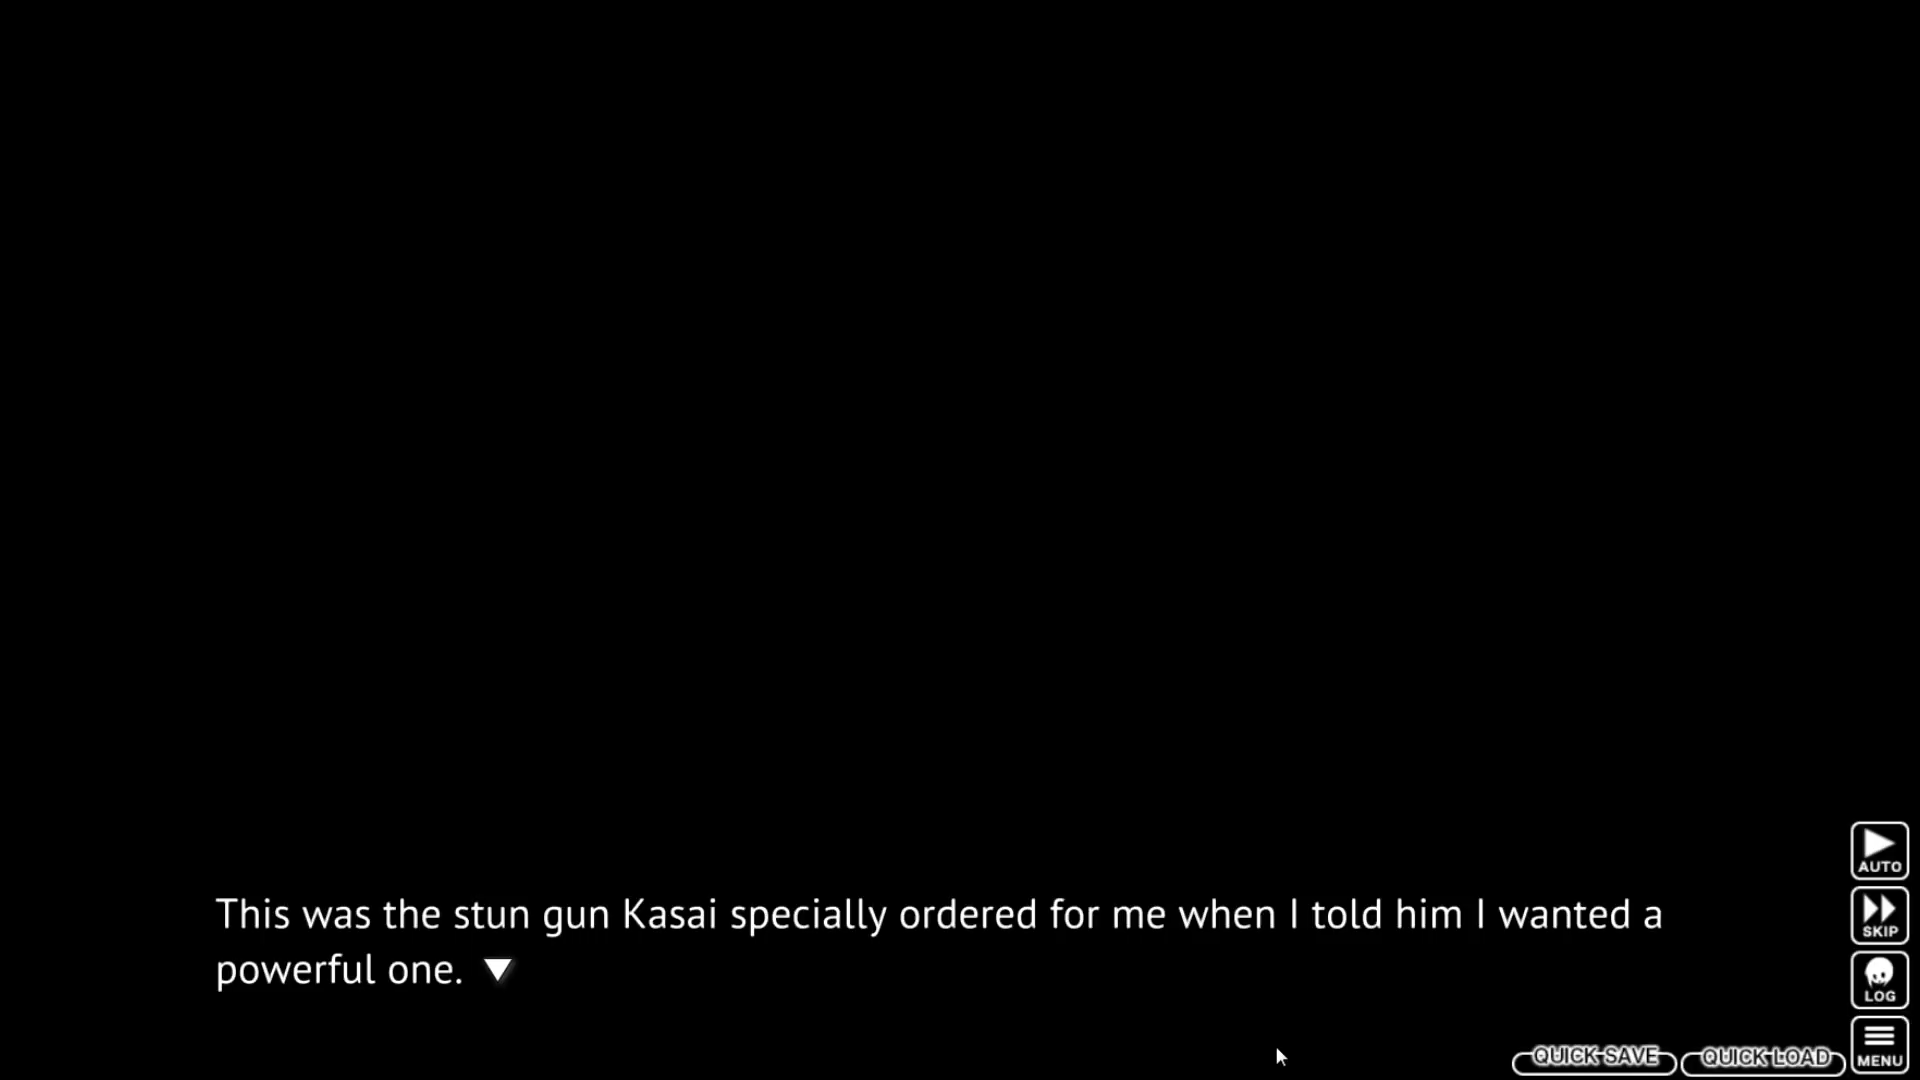 This was the stun gun Kasai specially ordered for me when I told him I wanted a
powerful one.
AUTO
SKIP
LOG
QUICK SAVE
QUICK LOAD
MENU